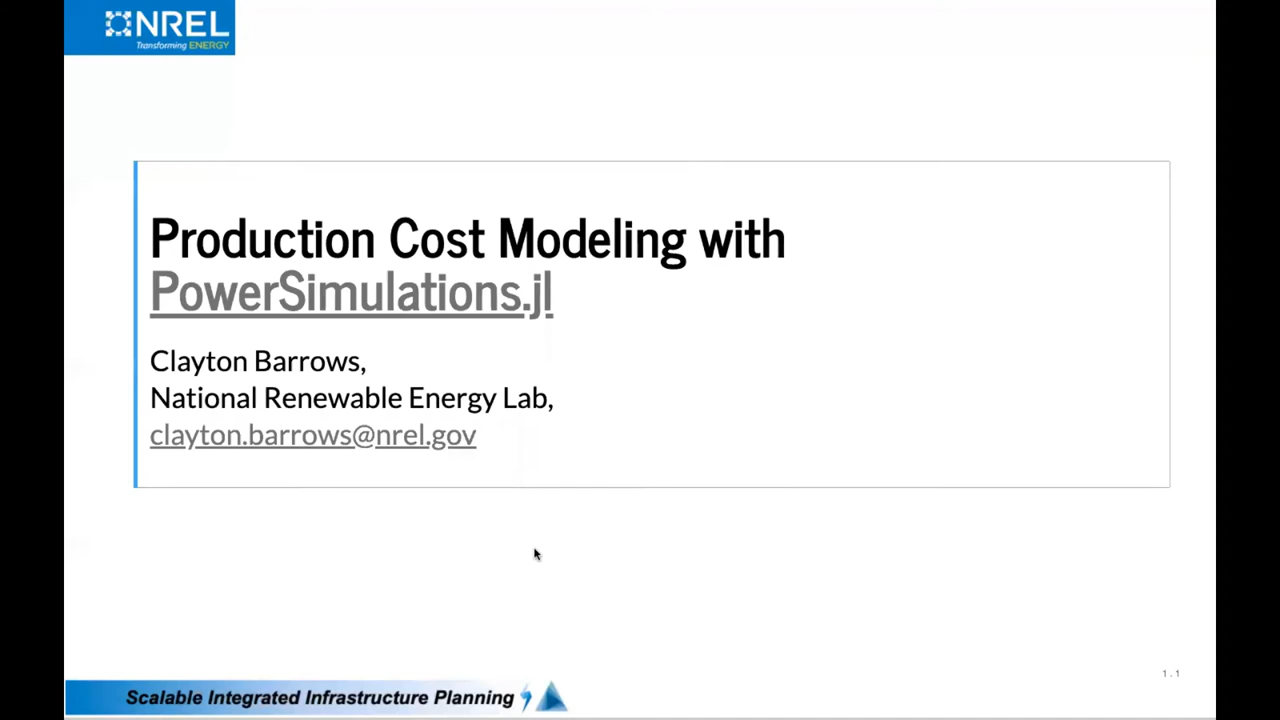 NREL
Transforming ENERGY
Production Cost Modeling with
PowerSimulations.jl
Clayton Barrows,
National Renewable Energy Lab,
clayton.barrows@nrel.gov
1.1
Scalable Integrated Infrastructure Planning